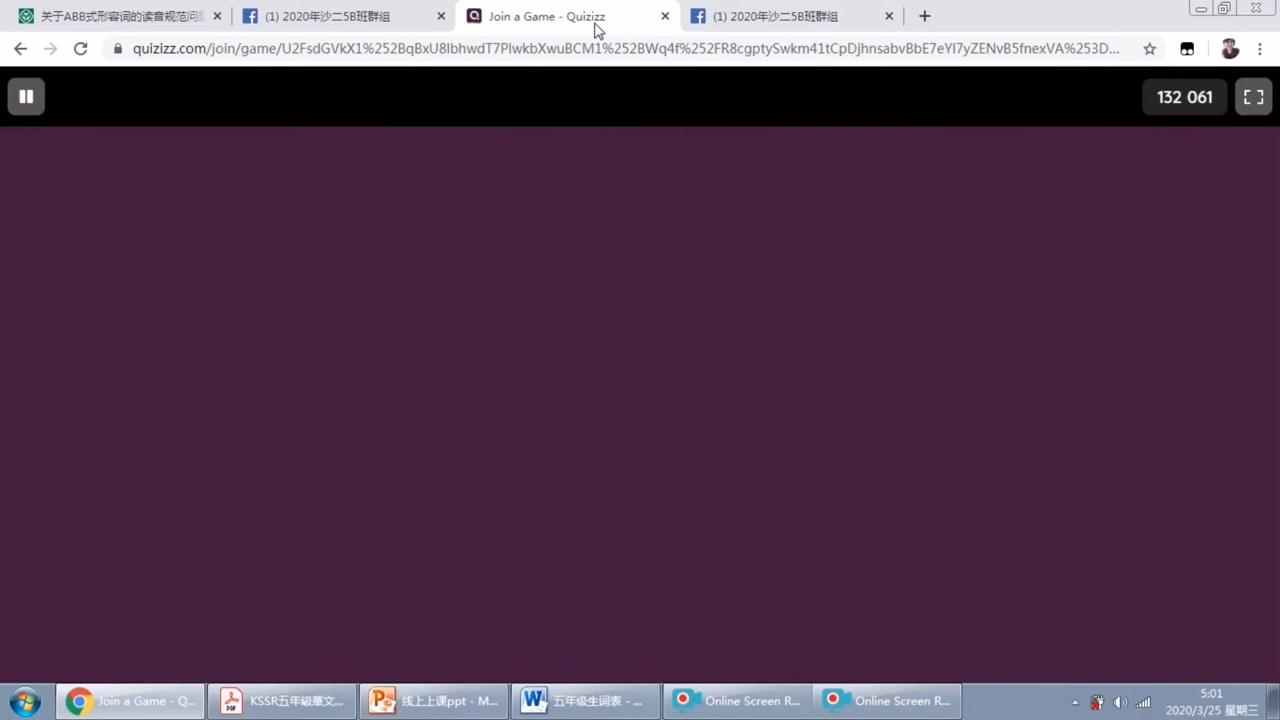 关于ABB式形容词的读音规范问题
(1) 2020年沙二5B班群组
Join a Game - Quizizz
(1) 2020年沙二5B班群组
quizizz.com/join/game/U2FsdGVkX1%252BqBxU8lbhwdT7PlwkbXwuBCM1%252BWq4f%252FR8cgptySwkm41tCpDjhnsabvBbE7eYl7yZENvB5fnexVA%253D...
132 061
Join a Game - Q...
KSSR五年级華文...
线上上课ppt - M...
五年级生词表 - ...
Online Screen R...
Online Screen R...
5:01
2020/3/25 星期三